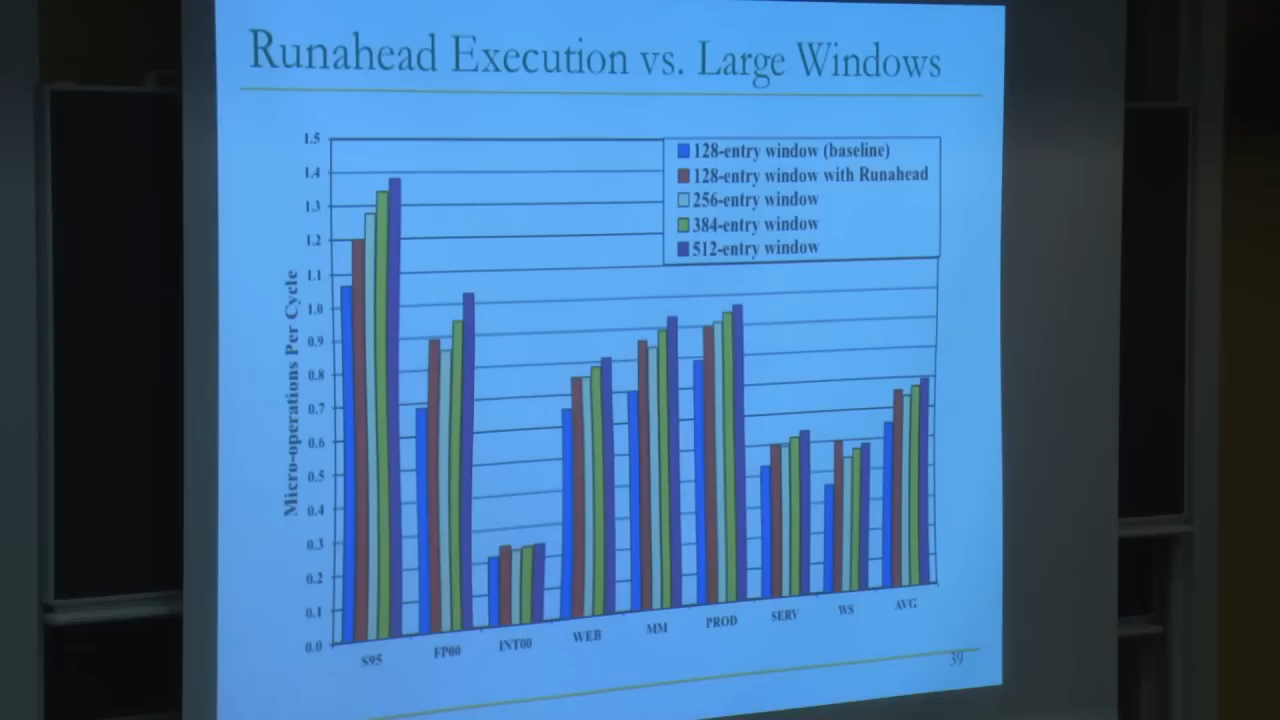 Runahead Execution vs. Large Windows
128-entry window (baseline)
128-entry window with Runahead
256-entry window
384-entry window
512-entry window
Micro-operations Per Cycle
1.5
1.4
1.3
1.2
1.1
1.0
0.9
0.8
0.7
0.6
0.5
0.4
0.3
0.2
0.1
0.0
S95
FP00
INT00
WEB
MM
PROD
SERV
WS
AVG
39